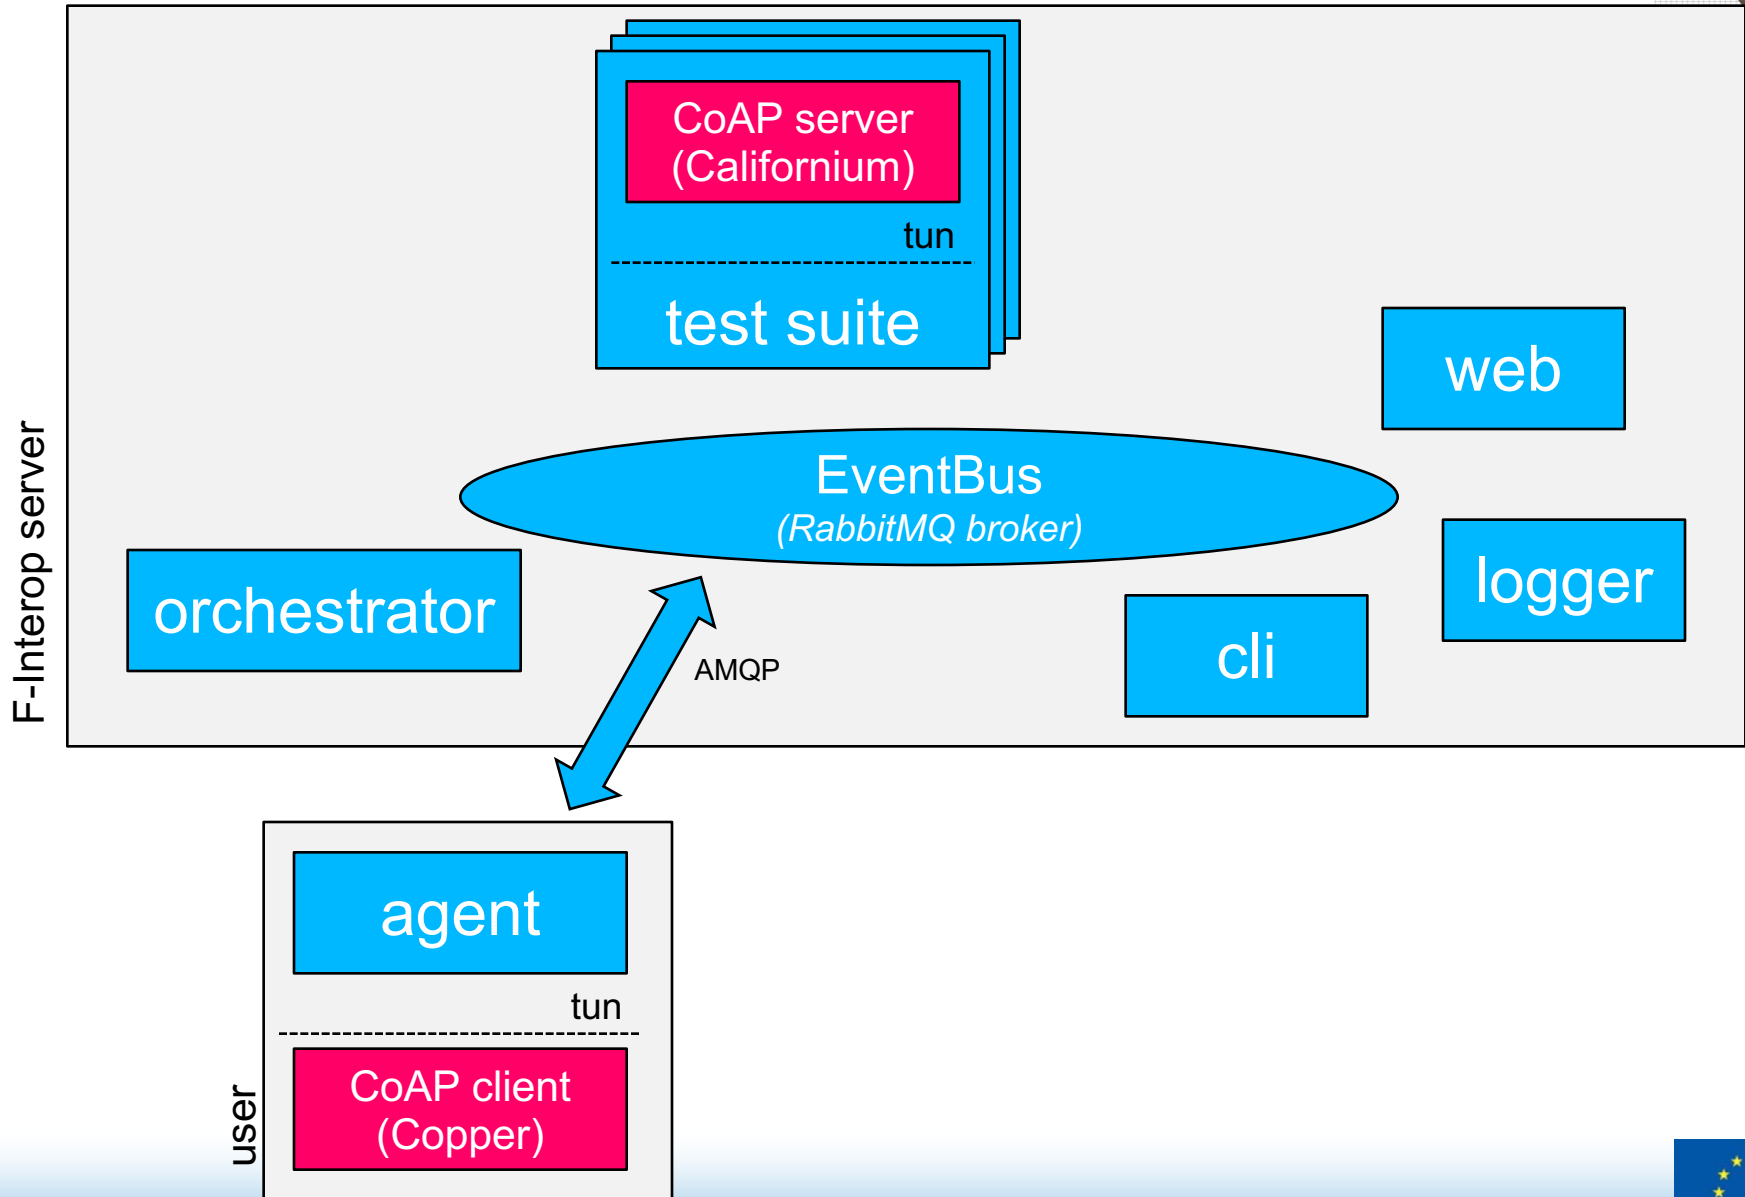 CoAP server
(Californium)
tun
test suite
web
EventBus
(RabbitMQ broker)
logger
orchestrator
cli
AMQP
F-Interop server
agent
tun
CoAP client
(Copper)
user